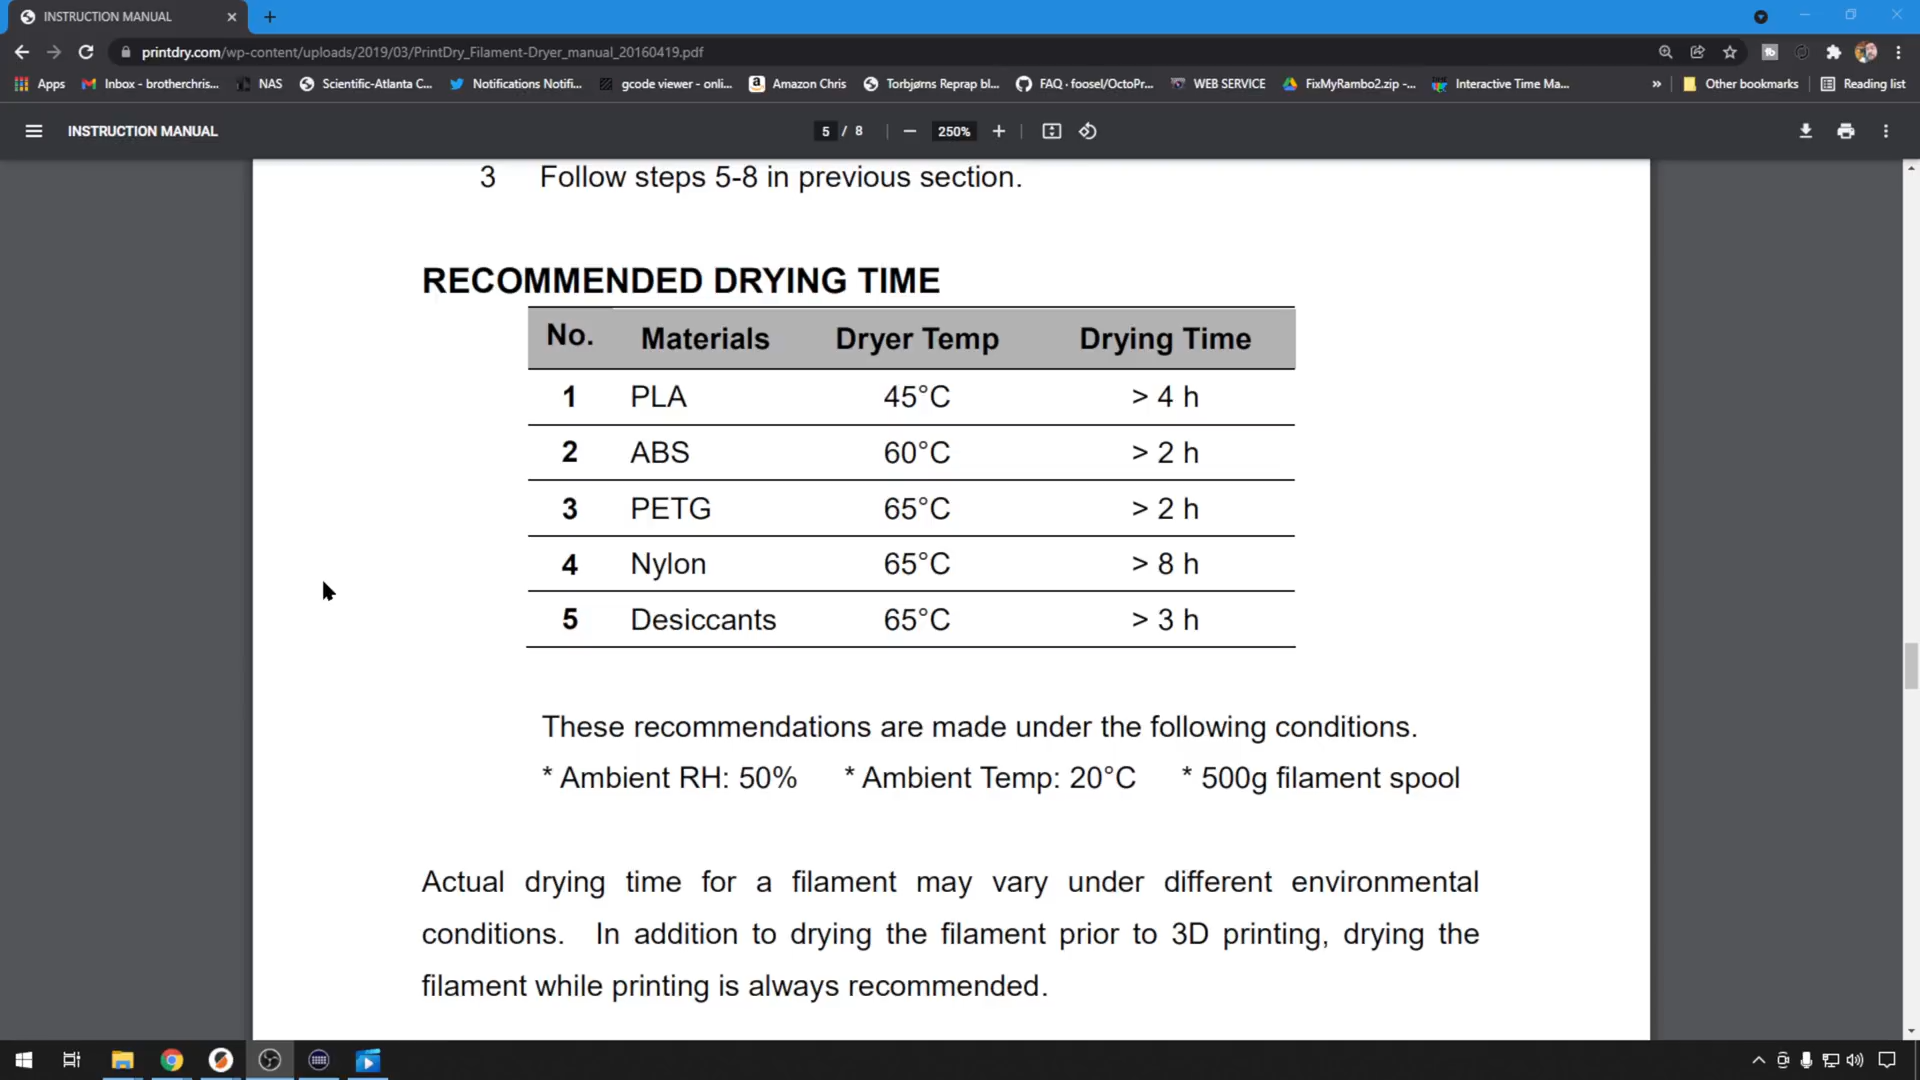 INSTRUCTION MANUAL
printdry.com/wp-content/uploads/2019/03/PrintDry_Filament-Dryer_manual_20160419.pdf
Apps Inbox - brotherchris... NAS Scientific-Atlanta C... Notifications Notifi... gcode viewer - onli... Amazon Chris Torbjørns Reprap bl... FAQ · foosel/OctoPr... WEB SERVICE FixMyRambo2.zip -... Interactive Time Ma... » Other bookmarks Reading list
INSTRUCTION MANUAL 5 / 8 250%
3 Follow steps 5-8 in previous section.
RECOMMENDED DRYING TIME
No. Materials Dryer Temp Drying Time
1 PLA 45°C > 4 h
2 ABS 60°C > 2 h
3 PETG 65°C > 2 h
4 Nylon 65°C > 8 h
5 Desiccants 65°C > 3 h
These recommendations are made under the following conditions.
* Ambient RH: 50% * Ambient Temp: 20°C * 500g filament spool
Actual drying time for a filament may vary under different environmental
conditions. In addition to drying the filament prior to 3D printing, drying the
filament while printing is always recommended.